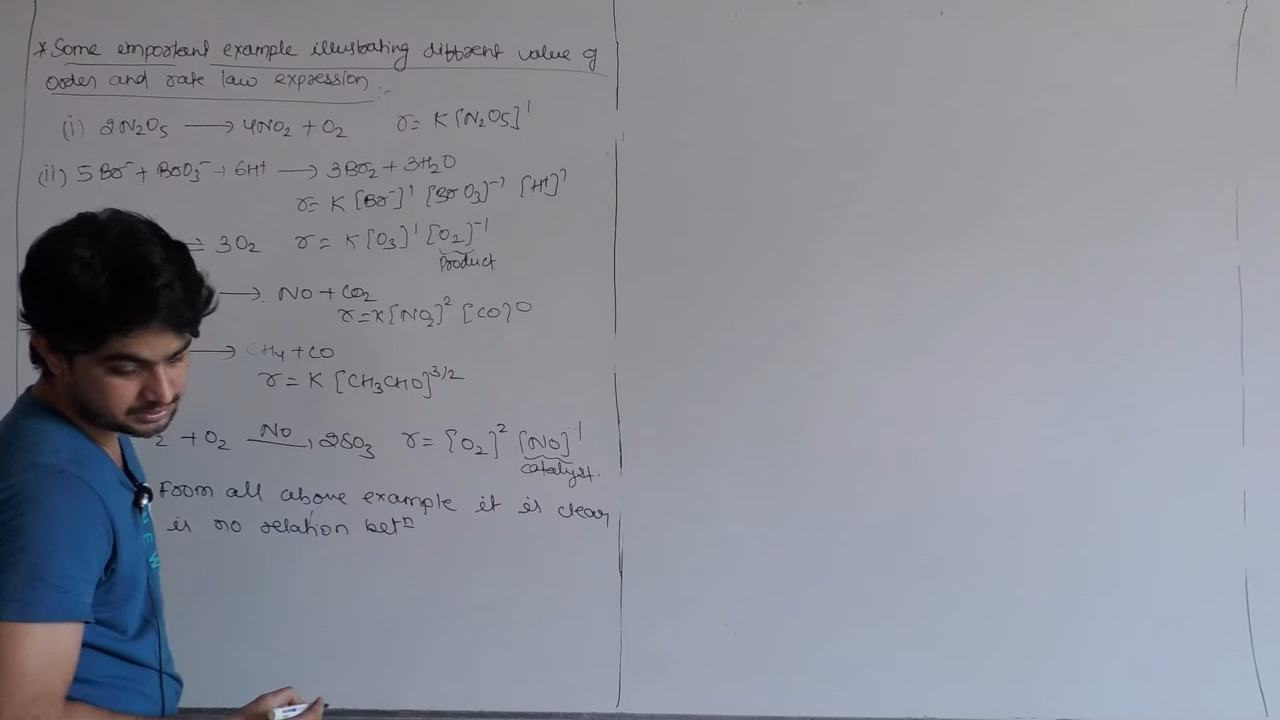 *Some emportant example illustrating different value of
order and rate law expression :-
(i) 2N₂O₅ ⟶ 4NO₂ + O₂ r = K[N₂O₅]¹
(ii) 5Br⁻ + BrO₃⁻ + 6H⁺ ⟶ 3Br₂ + 3H₂O
r = K [Br⁻]¹ [BrO₃]⁻¹ [H⁺]²
⇌ 3O₂ r = K[O₃]¹ [O₂]⁻¹
product
⟶ NO + CO₂
r = K[NO₂]² [CO]⁰
⟶ CH₄ + CO
r = K [CH₃CHO]³/²
2 + O₂ NO ⟶ 2SO₃ r = [O₂]² [NO]¹
catalyst.
From all above example it is clear
is no relation betⁿ
NEW